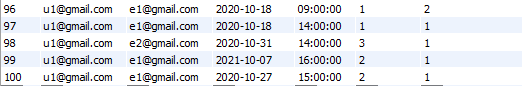 96 u1@gmail.com e1@gmail.com 2020-10-18 09:00:00 1 2
97 u1@gmail.com e1@gmail.com 2020-10-18 14:00:00 1 1
98 u1@gmail.com e2@gmail.com 2020-10-31 14:00:00 3 1
99 u1@gmail.com e1@gmail.com 2021-10-07 16:00:00 2 1
100 u1@gmail.com e1@gmail.com 2020-10-27 15:00:00 2 1